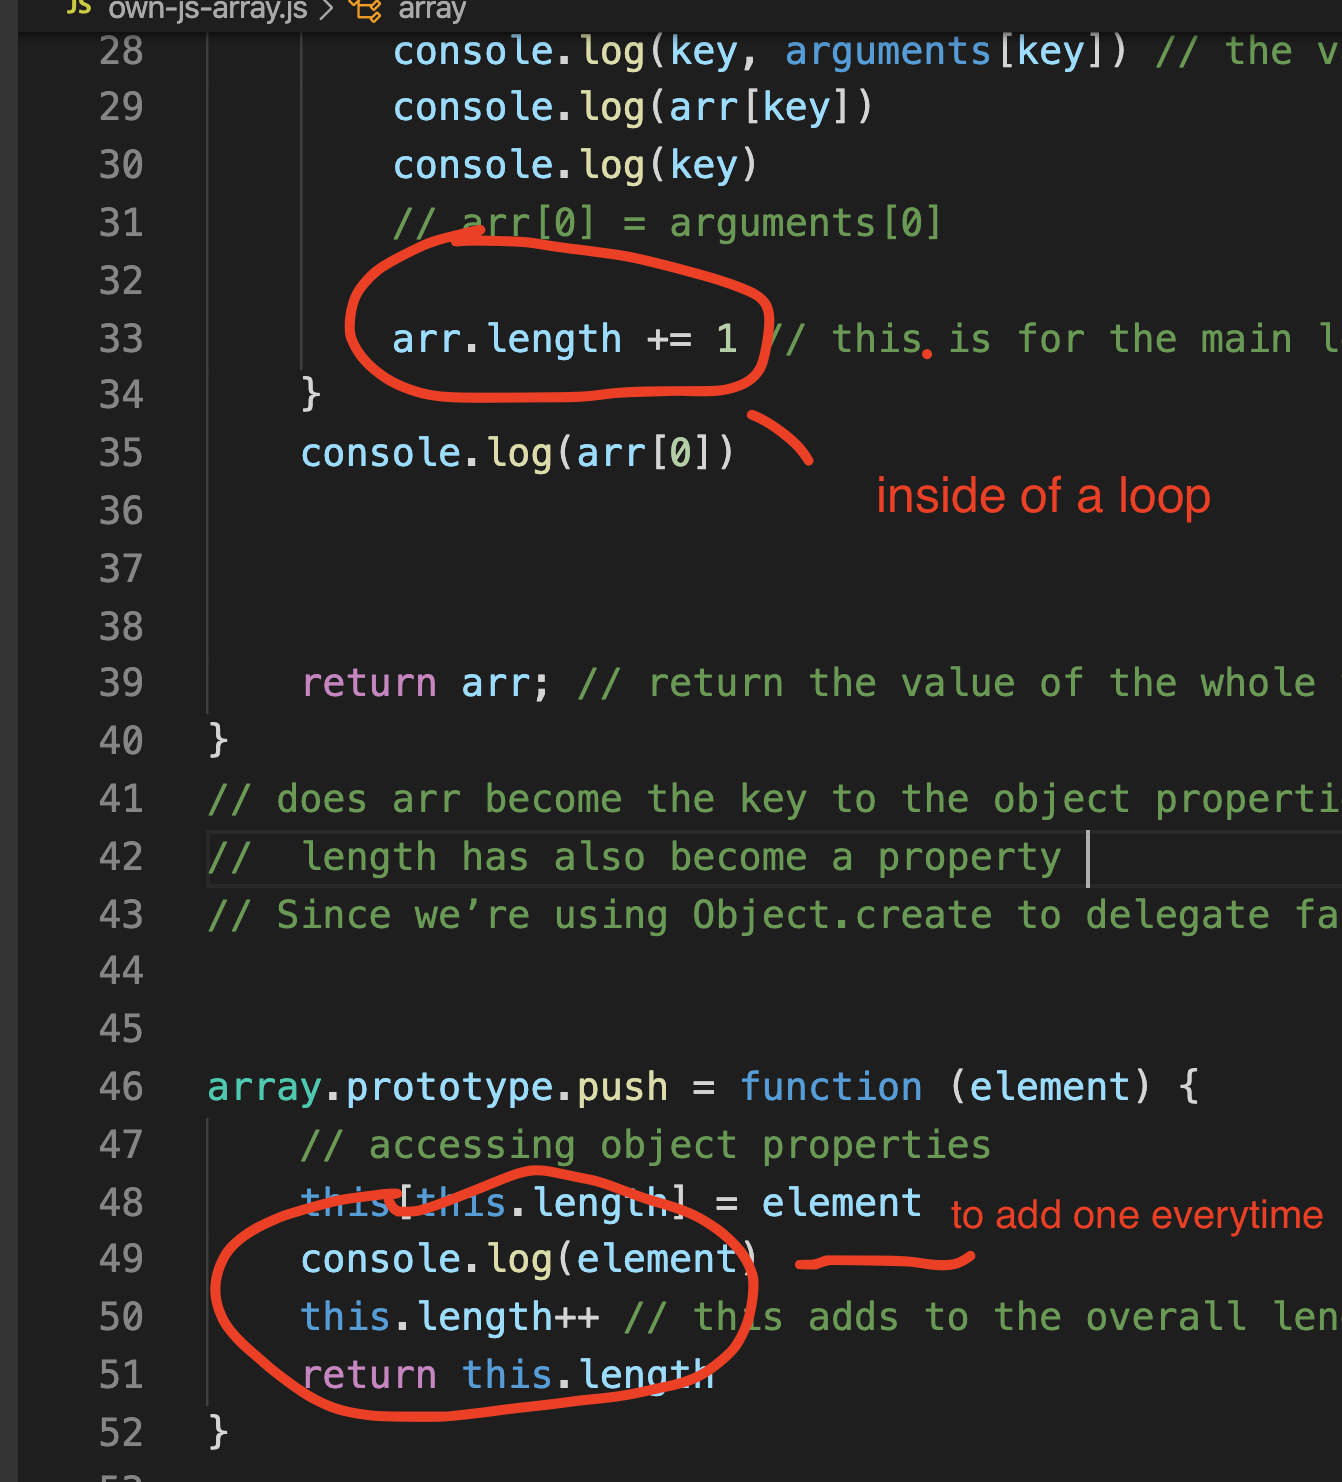 JS own-js-array.js > array
28 console.log(key, arguments[key]) // the v
29 console.log(arr[key])
30 console.log(key)
31 // arr[0] = arguments[0]
32
33 arr.length += 1 // this is for the main l
34 }
35 console.log(arr[0])
inside of a loop
36
37
38
39 return arr; // return the value of the whole
40 }
41 // does arr become the key to the object properti
42 // length has also become a property
43 // Since we’re using Object.create to delegate fa
44
45
46 array.prototype.push = function (element) {
47 // accessing object properties
48 this[this.length] = element
to add one everytime
49 console.log(element)
50 this.length++ // this adds to the overall len
51 return this.length
52 }
53